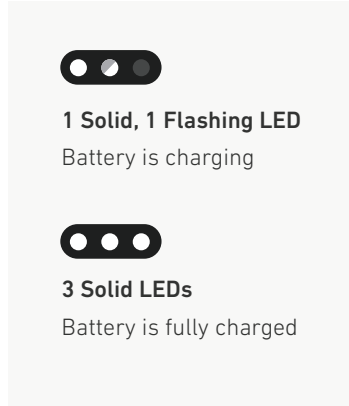 1 Solid, 1 Flashing LED
Battery is charging
3 Solid LEDs
Battery is fully charged